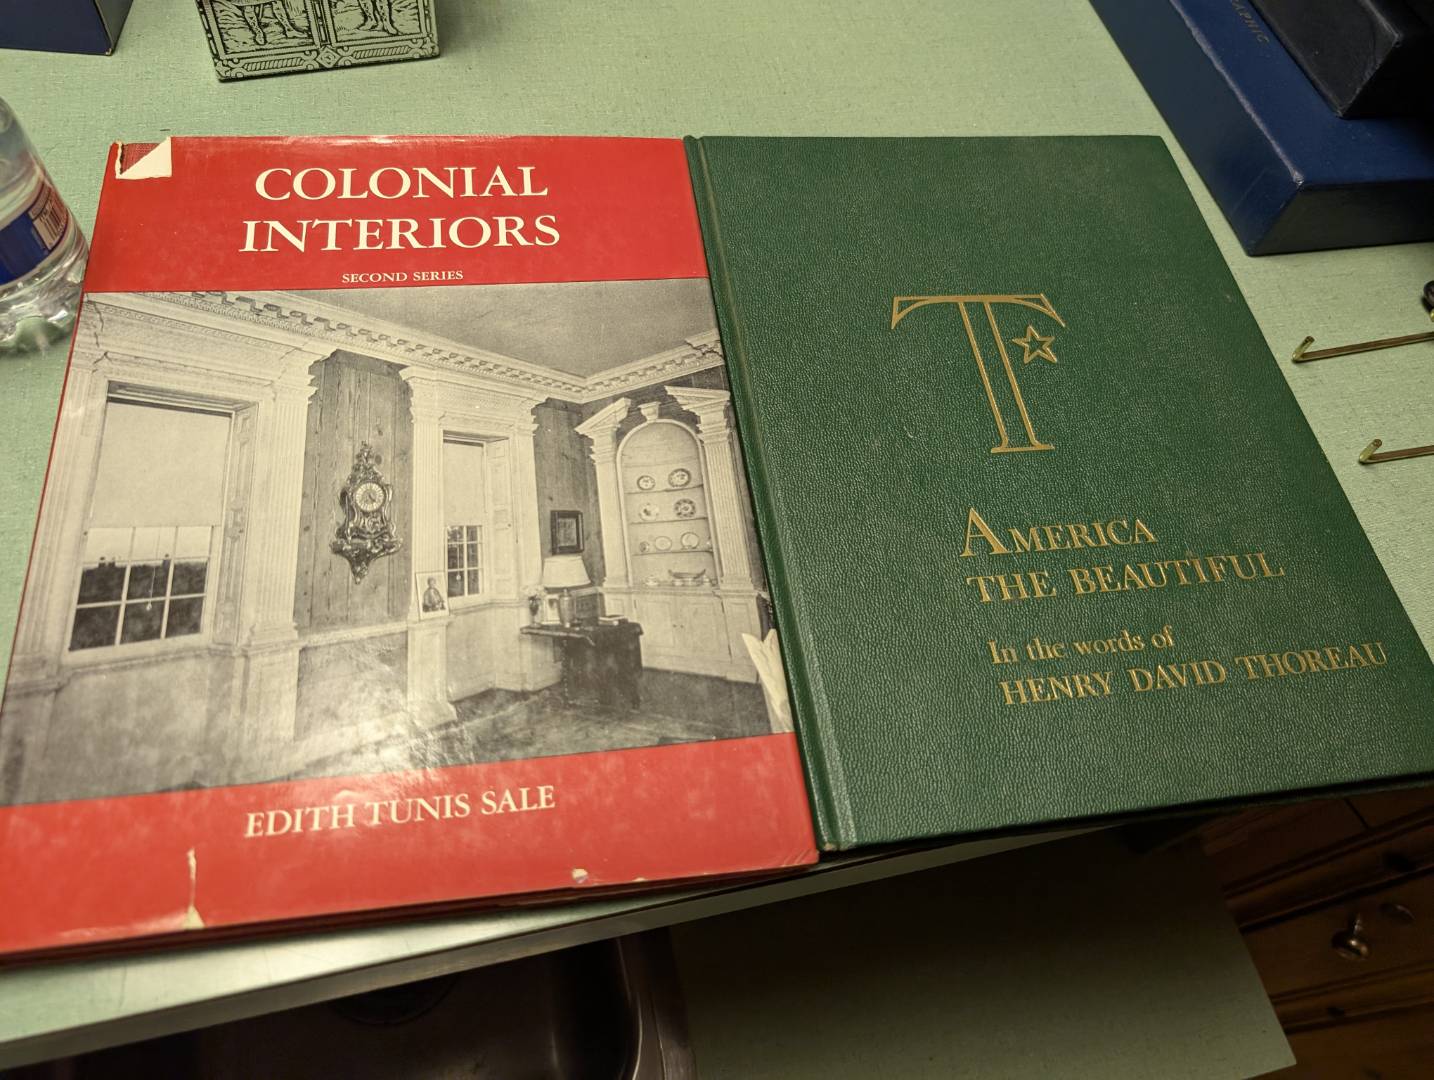 COLONIAL
INTERIORS
SECOND SERIES
EDITH TUNIS SALE
T
AMERICA
THE BEAUTIFUL
In the words of
HENRY DAVID THOREAU